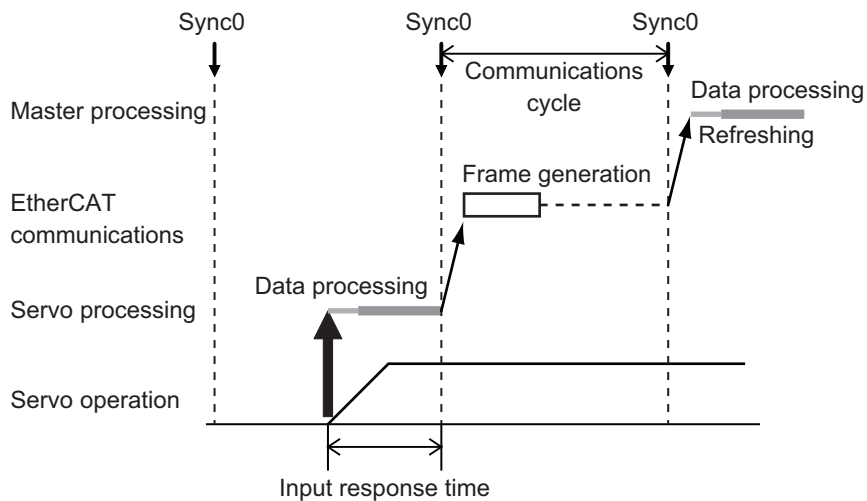 Sync0
Sync0
Sync0
Communications
cycle
Master processing
Data processing
Refreshing
Frame generation
EtherCAT
communications
Data processing
Servo processing
Servo operation
Input response time